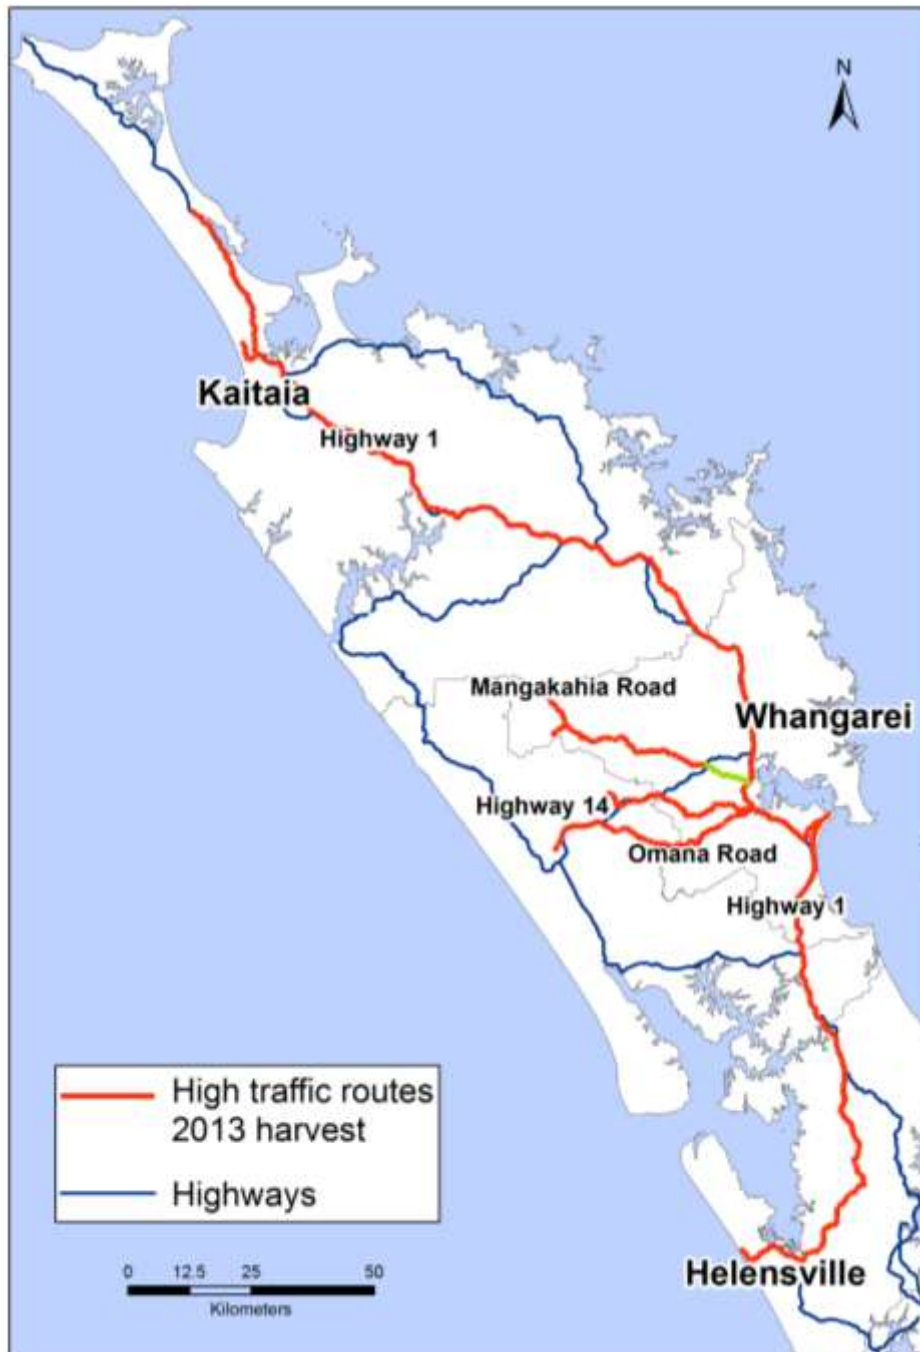 N
Kaitaia
Highway 1
Mangakahia Road
Whangarei
Highway 14
Omana Road
Highway 1
High traffic routes
2013 harvest
Highways
Helensville
0 12.5 25 50
Kilometers